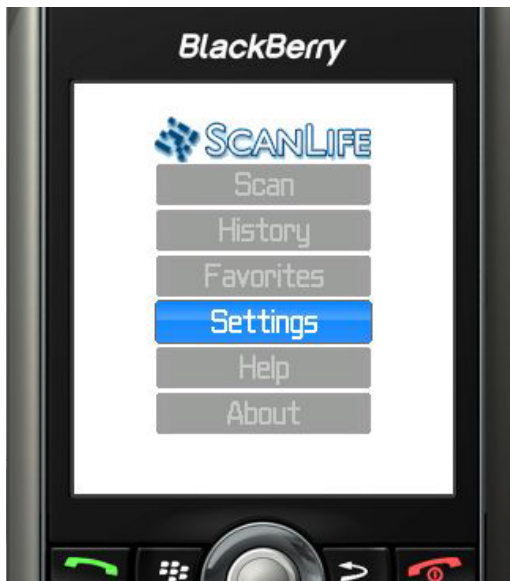 BlackBerry
SCANLIFE
Scan
History
Favorites
Settings
Help
About